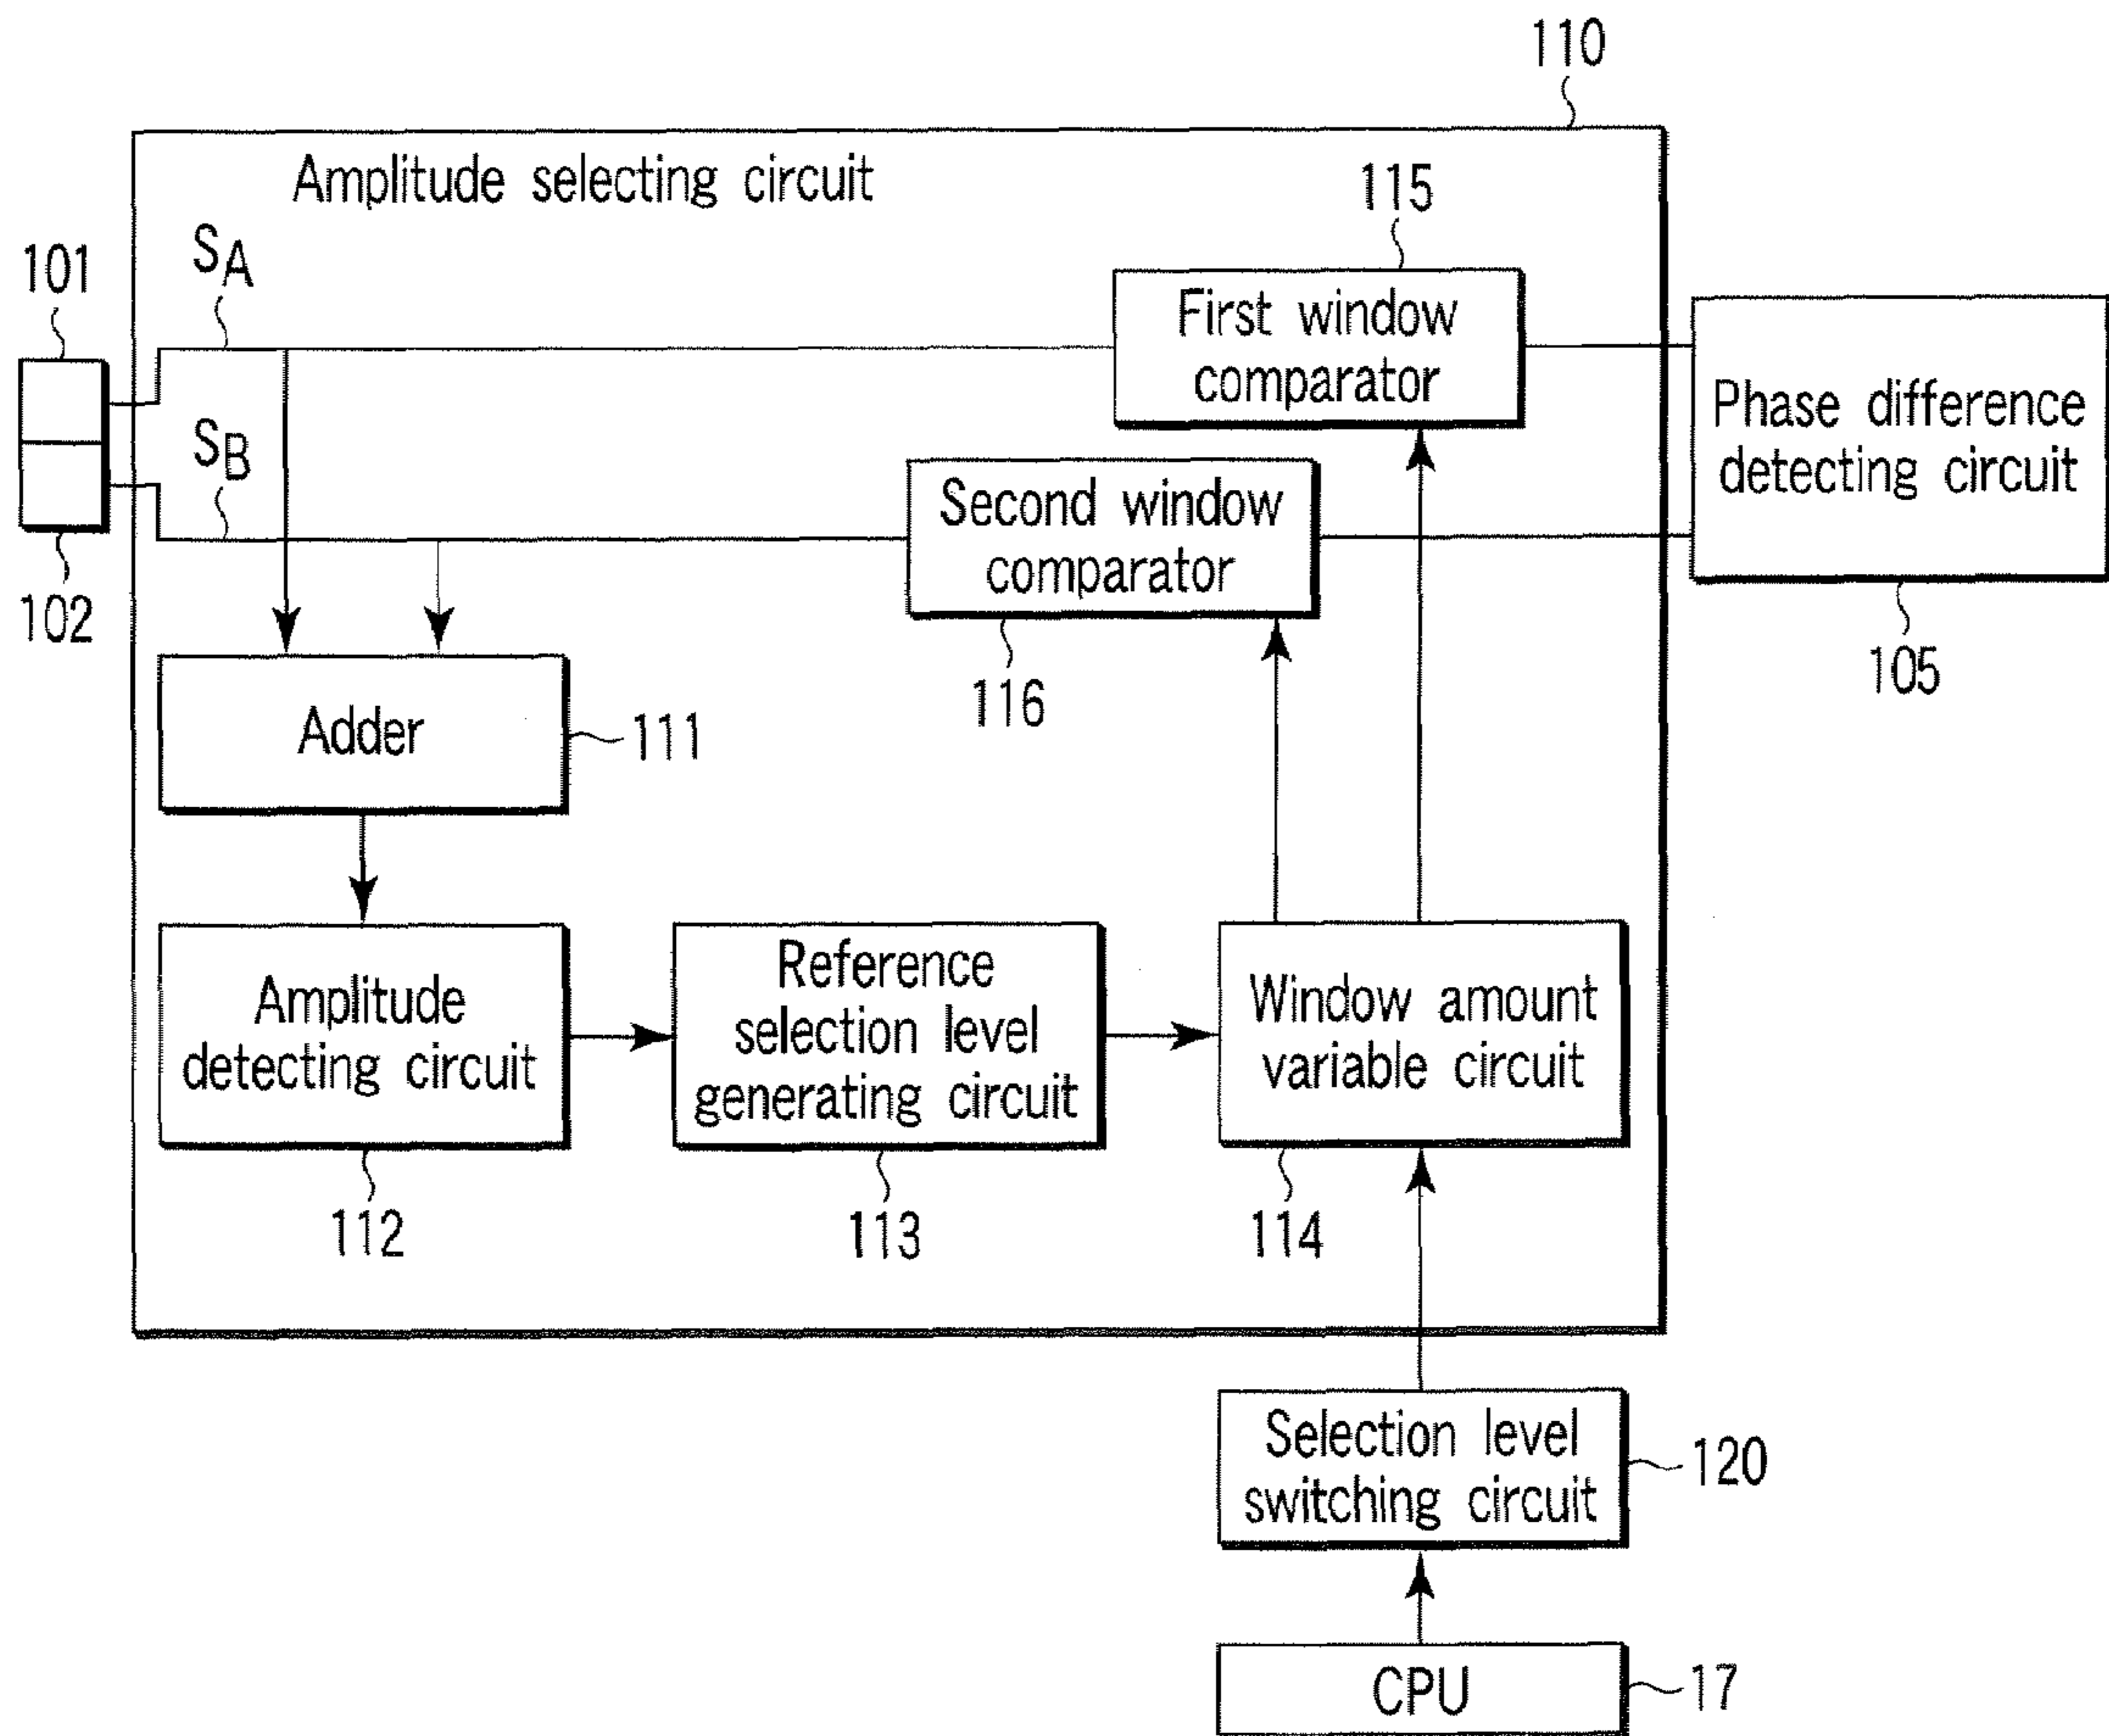 110
Amplitude selecting circuit
115
101
SA
First window
comparator
Phase difference
detecting circuit
SB
Second window
comparator
102
116
105
Adder
111
Amplitude
detecting circuit
Reference
selection level
generating circuit
Window amount
variable circuit
112
113
114
Selection level
switching circuit
120
CPU
17